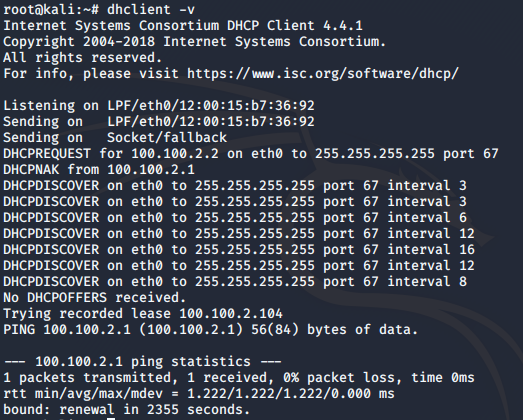 root@kali:~# dhclient -v
Internet Systems Consortium DHCP Client 4.4.1
Copyright 2004-2018 Internet Systems Consortium.
All rights reserved.
For info, please visit https://www.isc.org/software/dhcp/
Listening on LPF/eth0/12:00:15:b7:36:92
Sending on   LPF/eth0/12:00:15:b7:36:92
Sending on   Socket/fallback
DHCPREQUEST for 100.100.2.2 on eth0 to 255.255.255.255 port 67
DHCPNAK from 100.100.2.1
DHCPDISCOVER on eth0 to 255.255.255.255 port 67 interval 3
DHCPDISCOVER on eth0 to 255.255.255.255 port 67 interval 3
DHCPDISCOVER on eth0 to 255.255.255.255 port 67 interval 6
DHCPDISCOVER on eth0 to 255.255.255.255 port 67 interval 12
DHCPDISCOVER on eth0 to 255.255.255.255 port 67 interval 16
DHCPDISCOVER on eth0 to 255.255.255.255 port 67 interval 12
DHCPDISCOVER on eth0 to 255.255.255.255 port 67 interval 8
No DHCPOFFERS received.
Trying recorded lease 100.100.2.104
PING 100.100.2.1 (100.100.2.1) 56(84) bytes of data.
--- 100.100.2.1 ping statistics ---
1 packets transmitted, 1 received, 0% packet loss, time 0ms
rtt min/avg/max/mdev = 1.222/1.222/1.222/0.000 ms
bound: renewal in 2355 seconds.